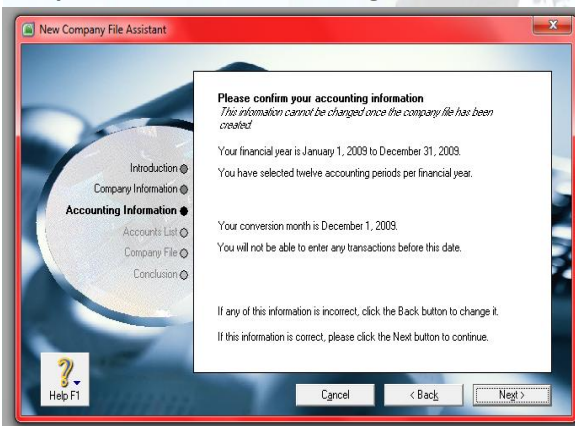 New Company File Assistant
X
Please confirm your accounting information
This information cannot be changed once the company file has been
created.
Your financial year is January 1, 2009 to December 31, 2009.
You have selected twelve accounting periods per financial year.
Your conversion month is December 1, 2009.
You will not be able to enter any transactions before this date.
If any of this information is incorrect, click the Back button to change it.
If this information is correct, please click the Next button to continue.
Introduction
Company Information
Accounting Information
Accounts List
Company File
Conclusion
?
Help F1
Cancel
< Back
Next >